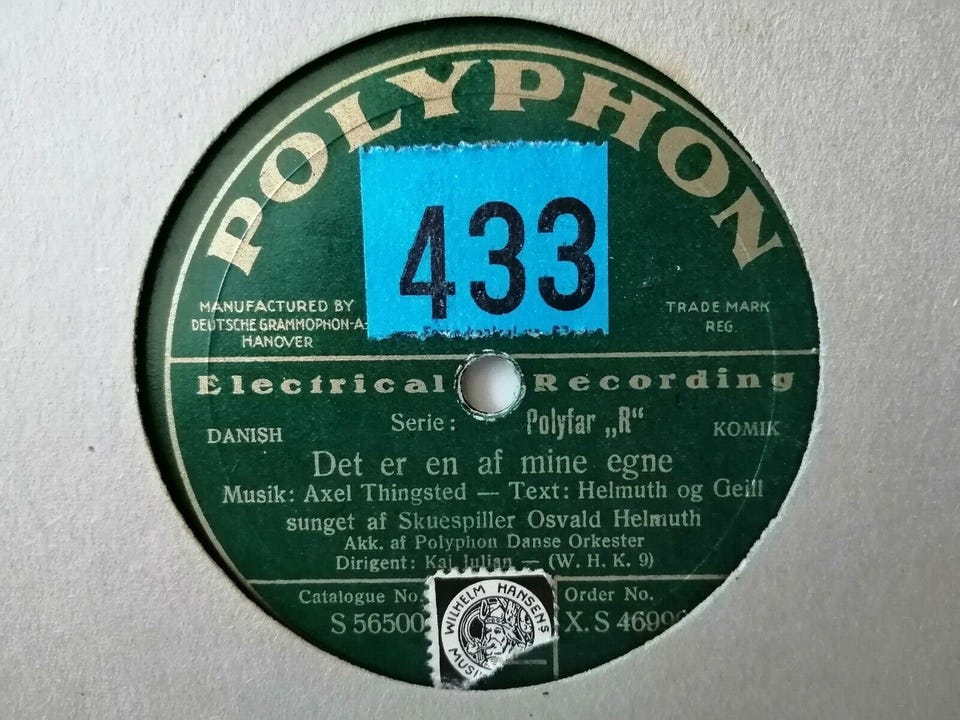 POLYPHON
433
MANUFACTURED BY
DEUTSCHE GRAMMOPHON-A.
HANOVER
TRADE MARK
REG.
Electrical Recording
Serie: Polyfar „R“
DANISH
KOMIK
Det er en af mine egne
Musik: Axel Thingsted — Text: Helmuth og Geill
sunget af Skuespiller Osvald Helmuth
Akk. af Polyphon Danse Orkester
Dirigent: Kai Julian — (W. H. K. 9)
Catalogue No.
Order No.
S 56500
X. S 4699
WILHELM HANSENS
MUSI